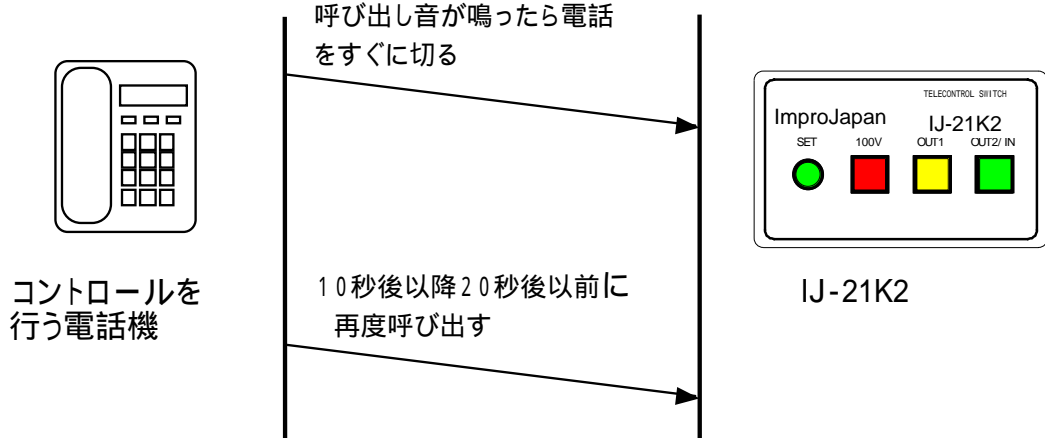 呼び出し音が鳴ったら電話
をすぐに切る
TELECONTROL SWITCH
ImproJapan
IJ-21K2
SET
100V
OUT1
OUT2/ IN
コントロールを
行う電話機
10秒後以降20秒後以前に
再度呼び出す
IJ-21K2